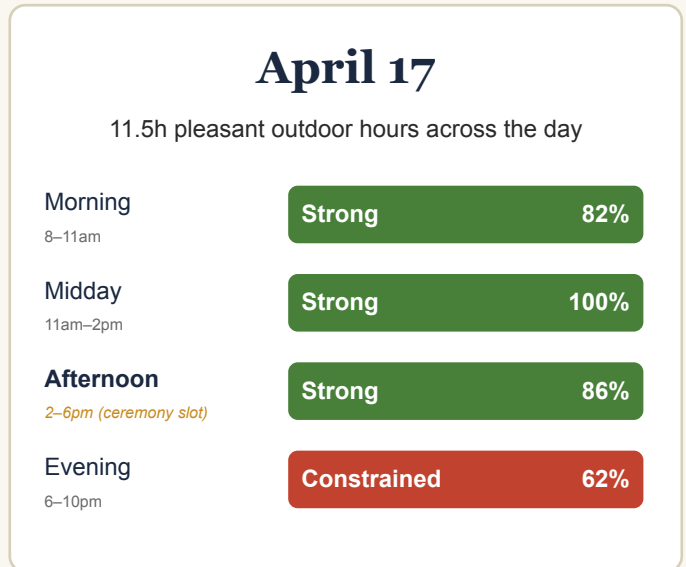 April 17
11.5h pleasant outdoor hours across the day
Morning
8–11am
Strong 82%
Midday
11am–2pm
Strong 100%
Afternoon
2–6pm (ceremony slot)
Strong 86%
Evening
6–10pm
Constrained 62%